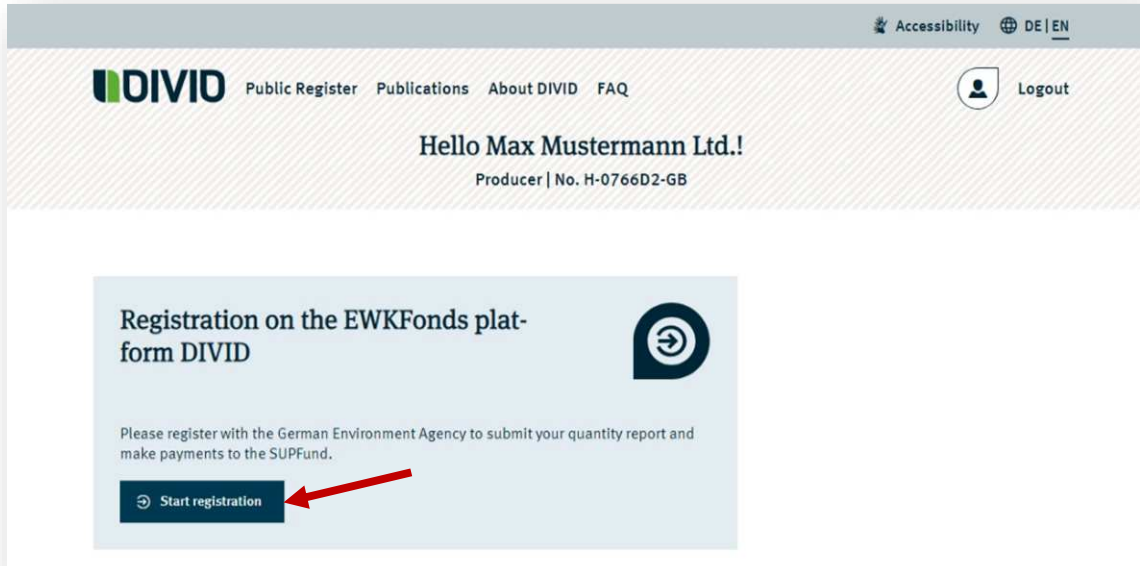 Accessibility DE | EN
DIVID Public Register Publications About DIVID FAQ Logout
Hello Max Mustermann Ltd.!
Producer | No. H-0766D2-GB
Registration on the EWKFonds plat-
form DIVID
Please register with the German Environment Agency to submit your quantity report and
make payments to the SUPFund.
Start registration